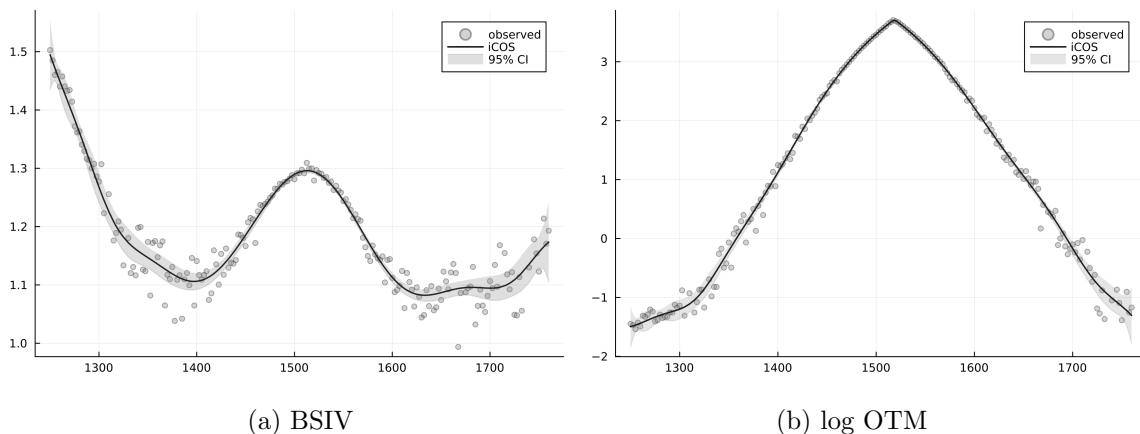 observed
iCOS
95% CI
1.5
1.4
1.3
1.2
1.1
1.0
1300 1400 1500 1600 1700
(a) BSIV
observed
iCOS
95% CI
3
2
1
0
−1
−2
1300 1400 1500 1600 1700
(b) log OTM